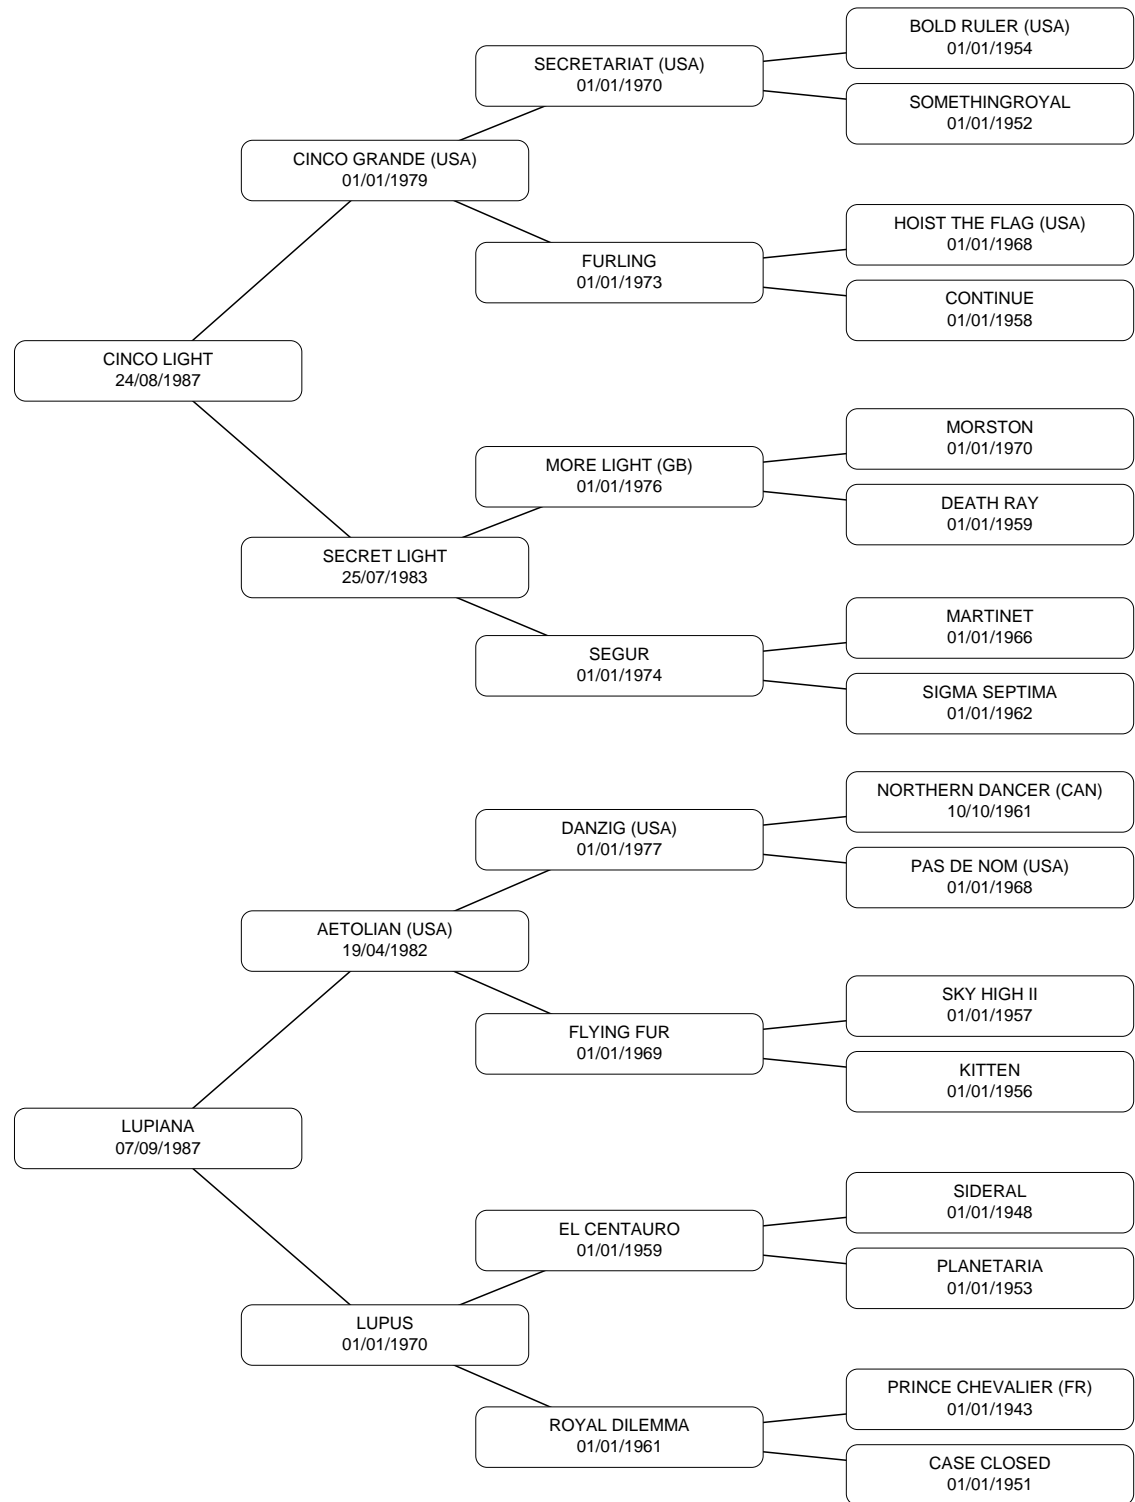 BOLD RULER (USA)
01/01/1954
SECRETARIAT (USA)
01/01/1970
SOMETHINGROYAL
01/01/1952
CINCO GRANDE (USA)
01/01/1979
HOIST THE FLAG (USA)
01/01/1968
FURLING
01/01/1973
CONTINUE
01/01/1958
CINCO LIGHT
24/08/1987
MORSTON
01/01/1970
MORE LIGHT (GB)
01/01/1976
DEATH RAY
01/01/1959
SECRET LIGHT
25/07/1983
MARTINET
01/01/1966
SEGUR
01/01/1974
SIGMA SEPTIMA
01/01/1962
NORTHERN DANCER (CAN)
10/10/1961
DANZIG (USA)
01/01/1977
PAS DE NOM (USA)
01/01/1968
AETOLIAN (USA)
19/04/1982
SKY HIGH II
01/01/1957
FLYING FUR
01/01/1969
KITTEN
01/01/1956
LUPIANA
07/09/1987
SIDERAL
01/01/1948
EL CENTAURO
01/01/1959
PLANETARIA
01/01/1953
LUPUS
01/01/1970
PRINCE CHEVALIER (FR)
01/01/1943
ROYAL DILEMMA
01/01/1961
CASE CLOSED
01/01/1951